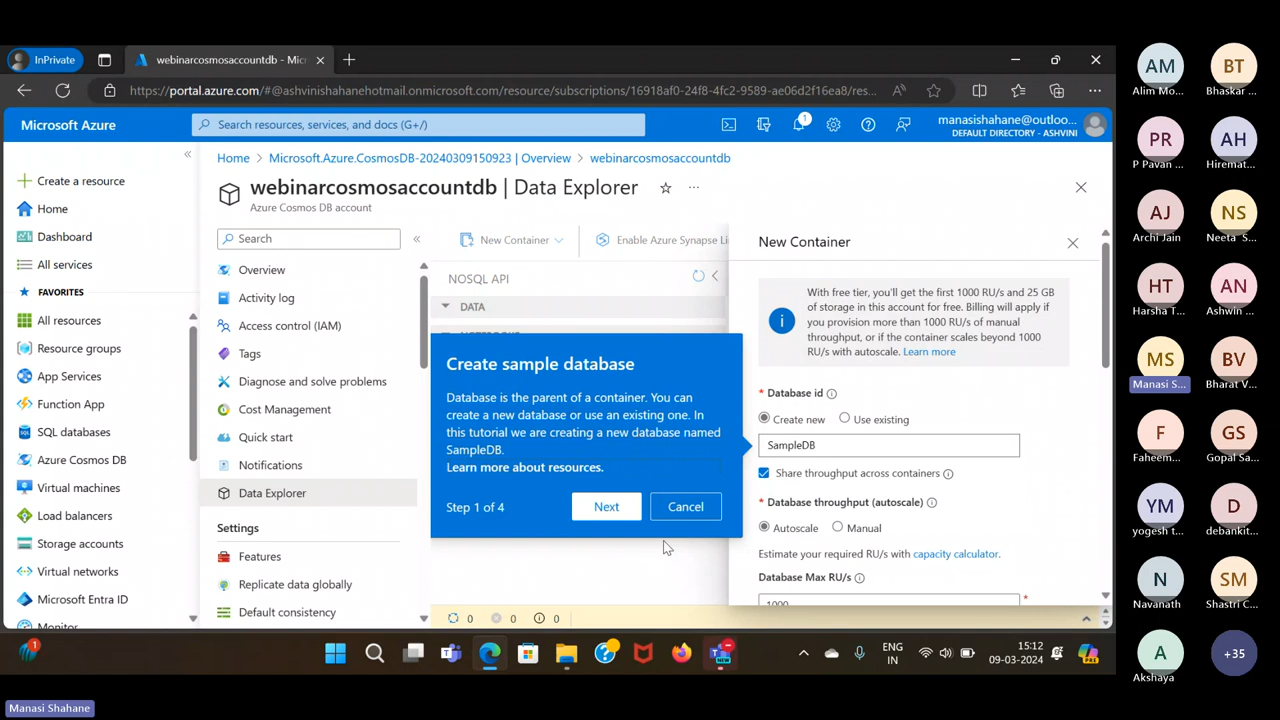 InPrivate
webinarcosmosaccountdb - Mic
https://portal.azure.com/#@ashvinishahanehotmail.onmicrosoft.com/resource/subscriptions/16918af0-24f8-4fc2-9589-ae06d2f16ea8/res...
Microsoft Azure
Search resources, services, and docs (G+/)
1
manasishahane@outloo...
DEFAULT DIRECTORY - ASHVINI
Home > Microsoft.Azure.CosmosDB-20240309150923 | Overview > webinarcosmosaccountdb
webinarcosmosaccountdb | Data Explorer
Azure Cosmos DB account
Create a resource
Home
Dashboard
All services
FAVORITES
All resources
Resource groups
App Services
Function App
SQL databases
Azure Cosmos DB
Virtual machines
Load balancers
Storage accounts
Virtual networks
Microsoft Entra ID
Monitor
Search
Overview
Activity log
Access control (IAM)
Tags
Diagnose and solve problems
Cost Management
Quick start
Notifications
Data Explorer
Settings
Features
Replicate data globally
Default consistency
New Container
Enable Azure Synapse Li
NOSQL API
DATA
NOTEBOOKS
Create sample database
Database is the parent of a container. You can
create a new database or use an existing one. In
this tutorial we are creating a new database named
SampleDB.
Learn more about resources.
Step 1 of 4
Next
Cancel
0
0
0
New Container
With free tier, you'll get the first 1000 RU/s and 25 GB
of storage in this account for free. Billing will apply if
you provision more than 1000 RU/s of manual
throughput, or if the container scales beyond 1000
RU/s with autoscale. Learn more
* Database id
Create new
Use existing
SampleDB
Share throughput across containers
* Database throughput (autoscale)
Autoscale
Manual
Estimate your required RU/s with capacity calculator.
Database Max RU/s
1000
*
1
NEW
ENG
IN
15:12
09-03-2024
PRE
AM
Alim Mo...
BT
Bhaskar ...
PR
P Pavan ...
AH
Hiremat...
AJ
Archi Jain
NS
Neeta S...
HT
Harsha T...
AN
Ashwin ...
MS
Manasi S...
BV
Bharat V...
F
Faheem...
GS
Gopal Sa...
YM
yogesh t...
D
debankit...
N
Navanath
SM
Shastri C...
A
Akshaya
+35
Manasi Shahane